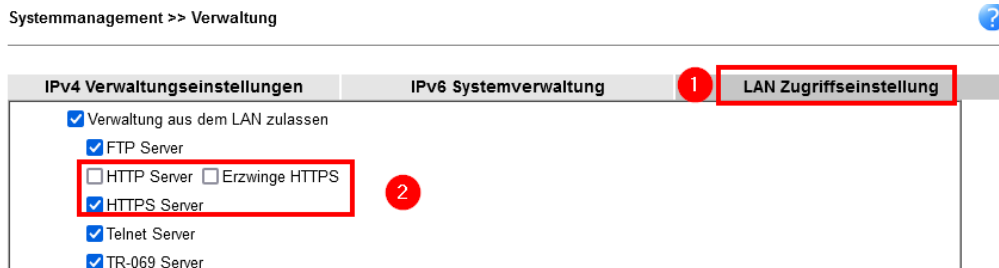 Systemmanagement >> Verwaltung
?
IPv4 Verwaltungseinstellungen IPv6 Systemverwaltung 1 LAN Zugriffseinstellung
Verwaltung aus dem LAN zulassen
FTP Server
HTTP Server Erzwinge HTTPS
2
HTTPS Server
Telnet Server
TR-069 Server